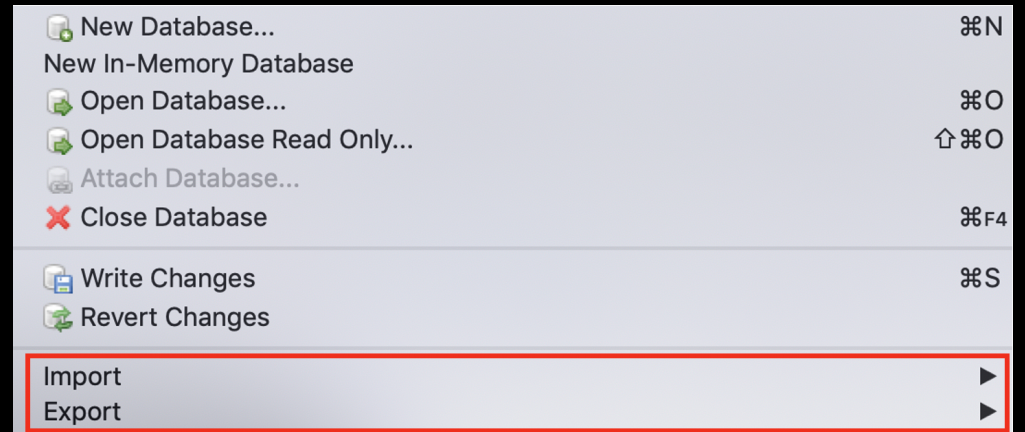 New Database... ⌘N
New In-Memory Database
Open Database... ⌘O
Open Database Read Only... ⇧⌘O
Attach Database...
Close Database ⌘F4
Write Changes ⌘S
Revert Changes
Import ▶
Export ▶